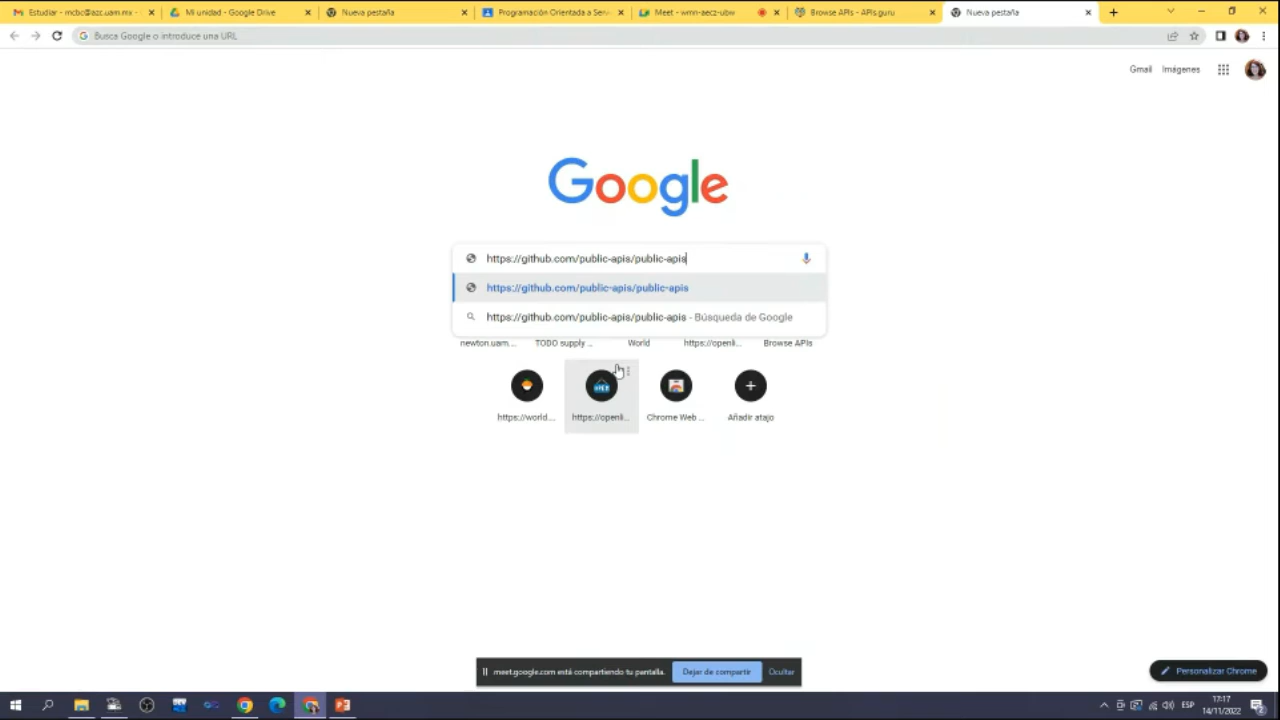 Estudiar - mcbc@azc.uam.mx -
Mi unidad - Google Drive
Nueva pestaña
Programación Orientada a Serv
Meet - wmn-aecz-ubw
Browse APIs - APIs.guru
Nueva pestaña
Busca Google o introduce una URL
Gmail Imágenes
Google
https://github.com/public-apis/public-apis
https://github.com/public-apis/public-apis
https://github.com/public-apis/public-apis - Búsqueda de Google
newton.uam... TODO supply ... World https://openli... Browse APIs
https://world... https://openli... Chrome Web ... Añadir atajo
meet.google.com está compartiendo tu pantalla. Dejar de compartir Ocultar
Personalizar Chrome
ESP
17:17
14/11/2022